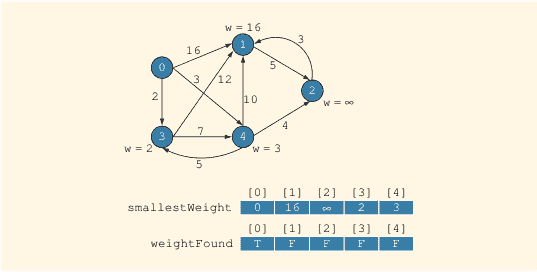 w = 16
1
16
3
5
0
3
12
2
2
w = ∞
10
3
7
4
4
w = 2
w = 3
5
[0] [1] [2] [3] [4]
smallestWeight 0 16 ∞ 2 3
[0] [1] [2] [3] [4]
weightFound T F F F F